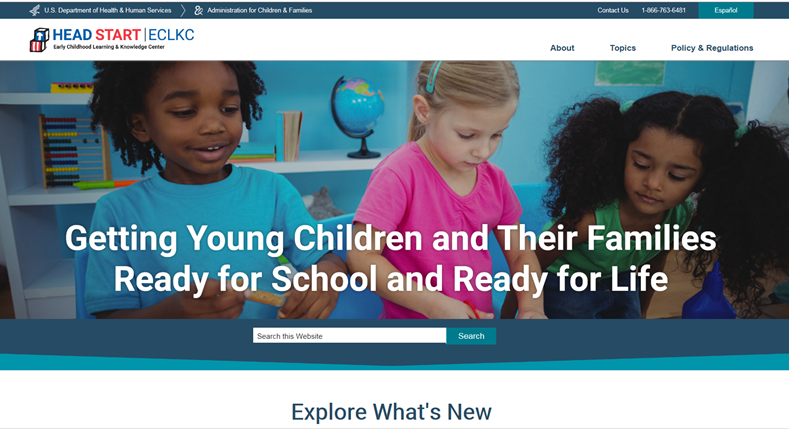 U.S. Department of Health & Human Services
Administration for Children & Families
Contact Us
1-866-763-6481
Español
HEAD START|ECLKC
Early Childhood Learning & Knowledge Center
About
Topics
Policy & Regulations
Getting Young Children and Their Families
Ready for School and Ready for Life
Search this Website
Search
Explore What's New